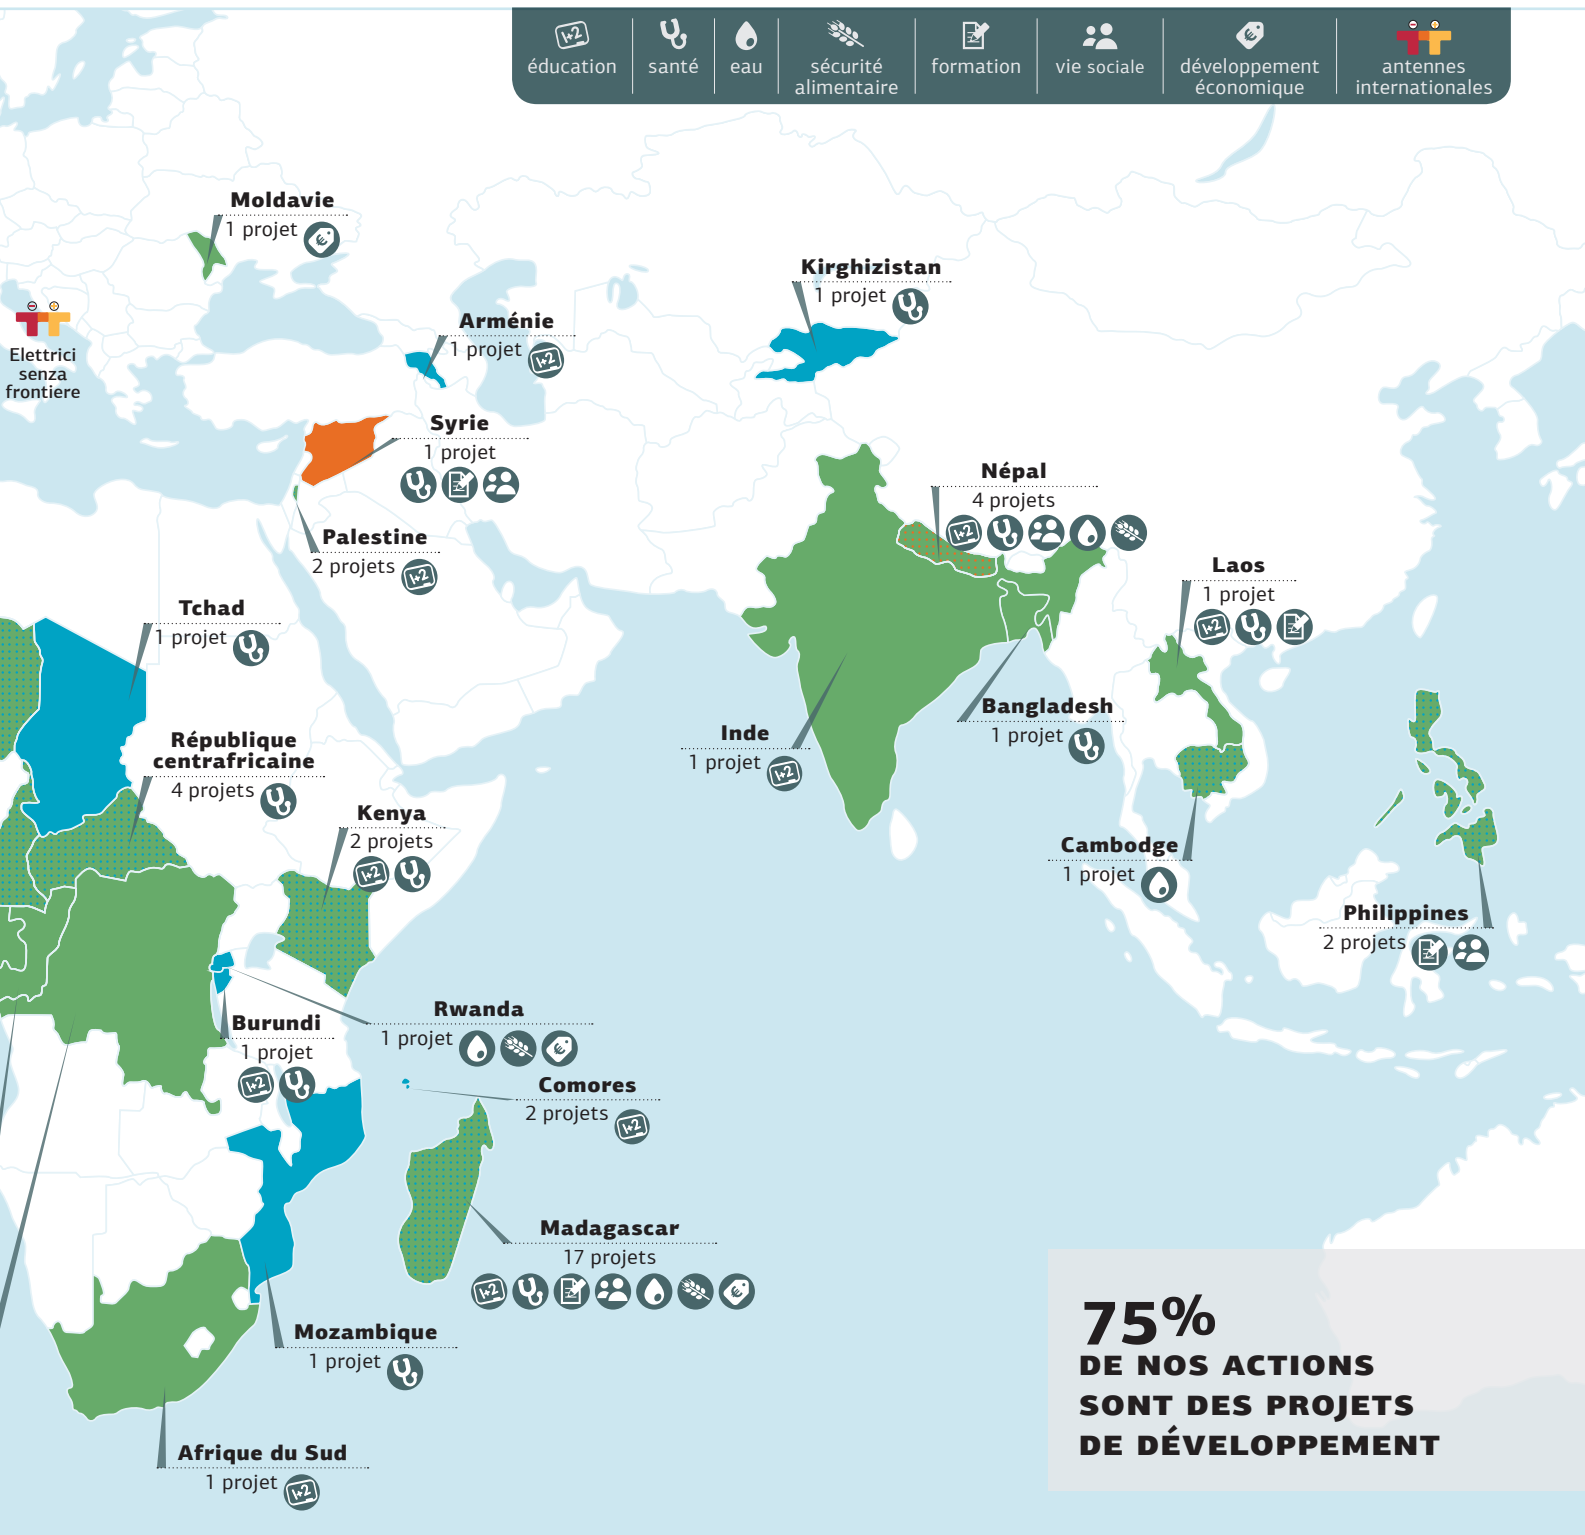 éducation
santé
eau
sécurité
alimentaire
formation
vie sociale
développement
économique
antennes
internationales
Moldavie
1 projet
Kirghizistan
1 projet
Elettrici
senza
frontiere
Arménie
1 projet
Syrie
1 projet
Népal
4 projets
Palestine
2 projets
Laos
1 projet
Tchad
1 projet
Bangladesh
1 projet
Inde
1 projet
République
centrafricaine
4 projets
Kenya
2 projets
Cambodge
1 projet
Philippines
2 projets
Rwanda
1 projet
Burundi
1 projet
Comores
2 projets
Madagascar
17 projets
Mozambique
1 projet
Afrique du Sud
1 projet
75%
DE NOS ACTIONS
SONT DES PROJETS
DE DÉVELOPPEMENT